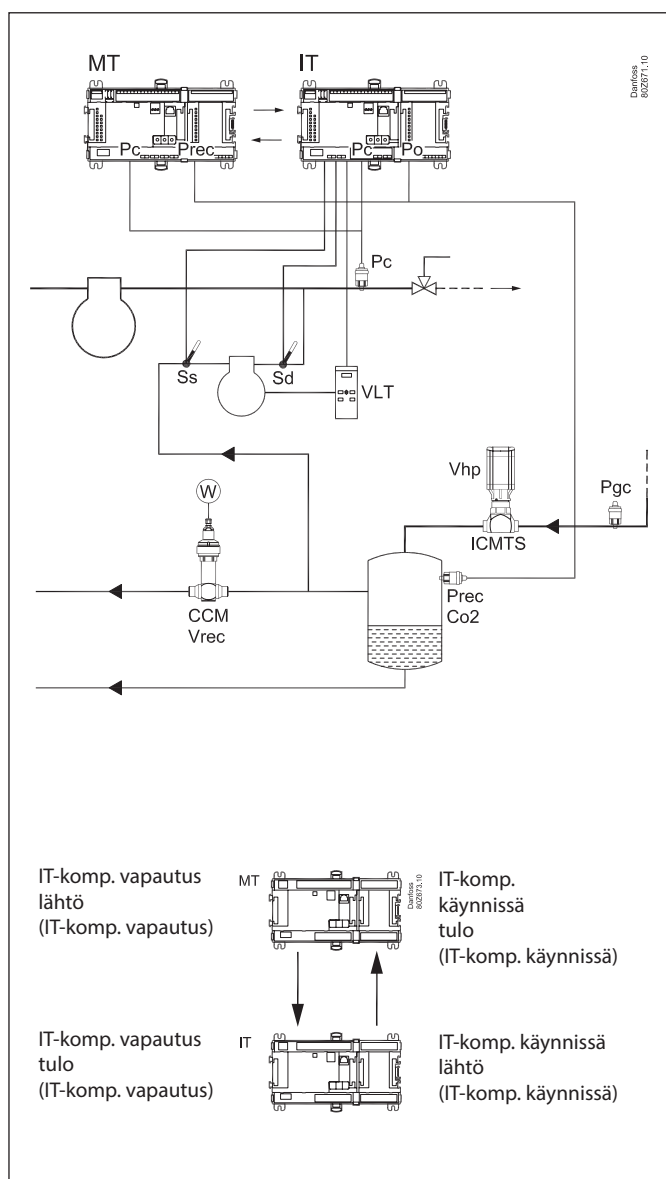 MT
IT
Danfoss
80Z671.10
Pc
Prec
Pc
Po
Pc
Ss
Sd
VLT
Vhp
Pgc
ICMTS
W
Prec
Co2
CCM
Vrec
IT-komp. vapautus
lähtö
(IT-komp. vapautus)
MT
Danfoss
80Z673.10
IT-komp.
käynnissä
tulo
(IT-komp. käynnissä)
IT-komp. vapautus
tulo
(IT-komp. vapautus)
IT
IT-komp. käynnissä
lähtö
(IT-komp. käynnissä)